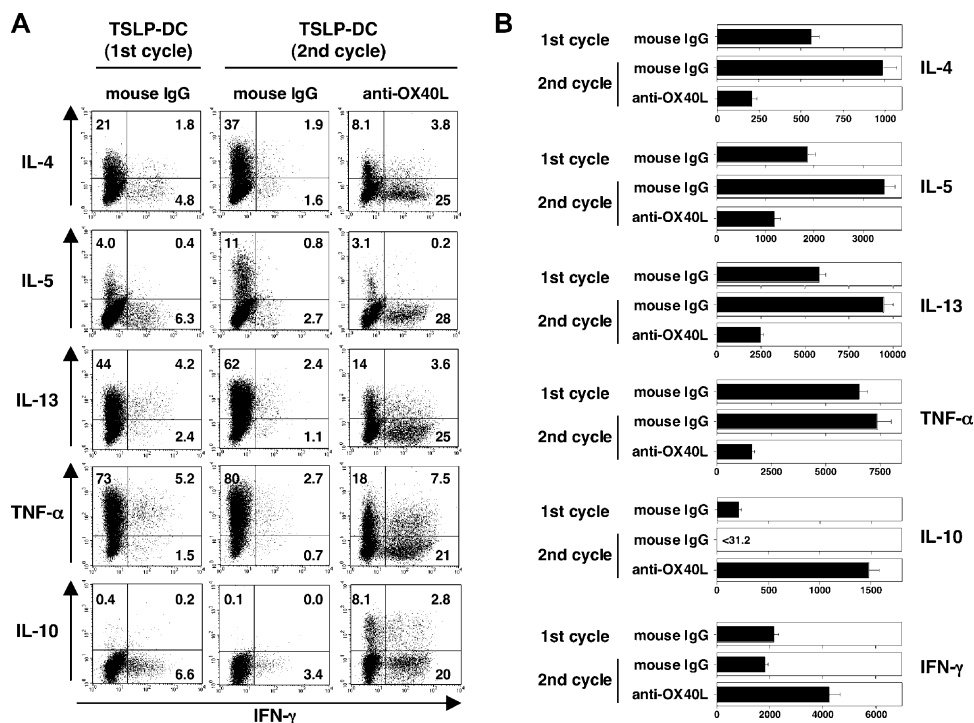 A
TSLP-DC
(1st cycle)
TSLP-DC
(2nd cycle)
mouse IgG
mouse IgG
anti-OX40L
IL-4
21 1.8
4.8
37 1.9
1.6
8.1 3.8
25
IL-5
4.0 0.4
6.3
11 0.8
2.7
3.1 0.2
28
IL-13
44 4.2
2.4
62 2.4
1.1
14 3.6
25
TNF-α
73 5.2
1.5
80 2.7
0.7
18 7.5
21
IL-10
0.4 0.2
6.6
0.1 0.0
3.4
8.1 2.8
20
IFN-γ
B
1st cycle mouse IgG
2nd cycle mouse IgG
anti-OX40L
IL-4
0 250 500 750 1000
1st cycle mouse IgG
2nd cycle mouse IgG
anti-OX40L
IL-5
0 1000 2000 3000
1st cycle mouse IgG
2nd cycle mouse IgG
anti-OX40L
IL-13
0 2500 5000 7500 10000
1st cycle mouse IgG
2nd cycle mouse IgG
anti-OX40L
TNF-α
0 2500 5000 7500
1st cycle mouse IgG
2nd cycle mouse IgG <31.2
anti-OX40L
IL-10
0 500 1000 1500
1st cycle mouse IgG
2nd cycle mouse IgG
anti-OX40L
IFN-γ
0 2000 4000 6000